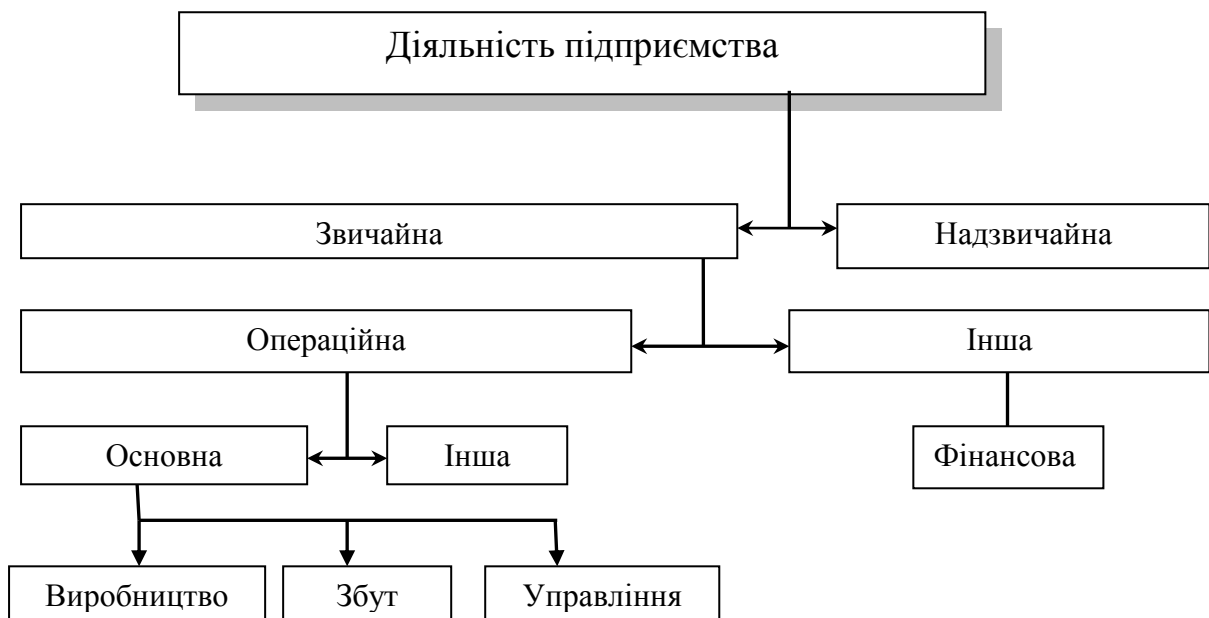 Діяльність підприємства
Звичайна
Надзвичайна
Операційна
Інша
Основна
Інша
Фінансова
Виробництво
Збут
Управління